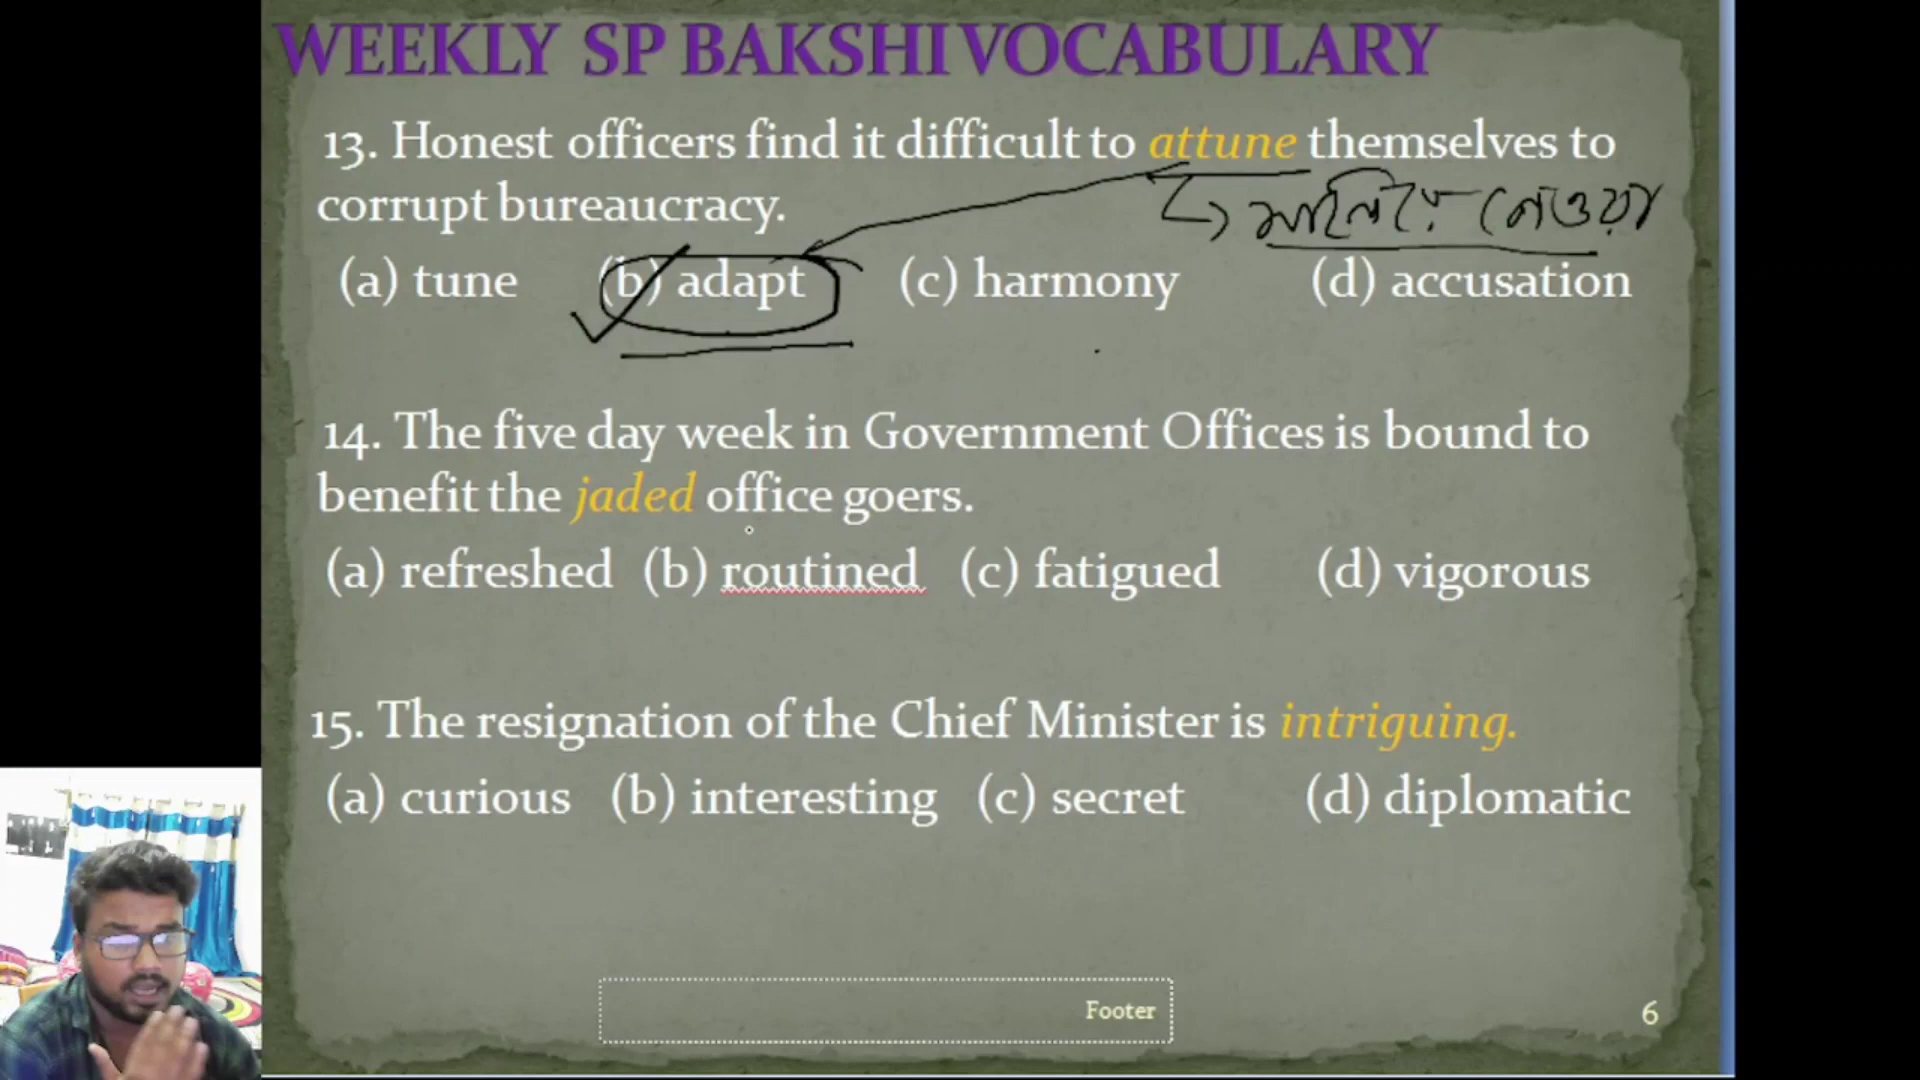 WEEKLY SP BAKSHI VOCABULARY
13. Honest officers find it difficult to attune themselves to
corrupt bureaucracy.
মানিয়ে নেওয়া
(a) tune (b) adapt (c) harmony (d) accusation
14. The five day week in Government Offices is bound to
benefit the jaded office goers.
(a) refreshed (b) routined (c) fatigued (d) vigorous
15. The resignation of the Chief Minister is intriguing.
(a) curious (b) interesting (c) secret (d) diplomatic
Footer
6